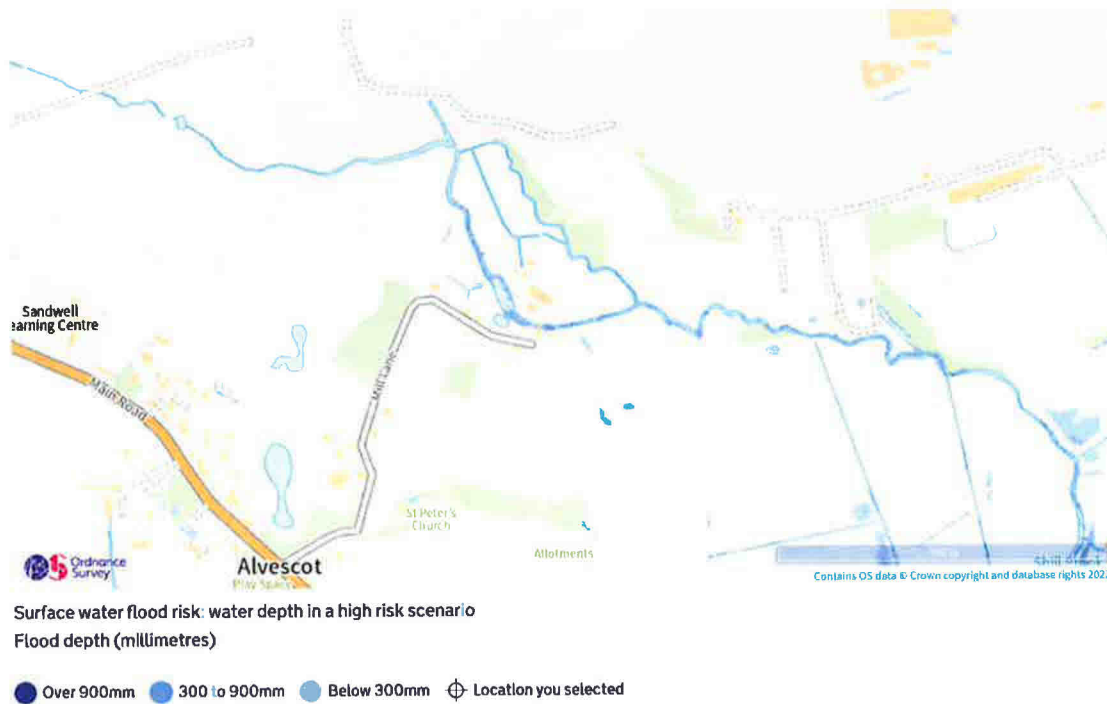 Sandwell
earning Centre
Main Road
Mill Lane
St Peter's
Church
Allotments
Ordnance
Survey
Alvescot
Play Space
Contains OS data © Crown copyright and database rights 202
Surface water flood risk: water depth in a high risk scenario
Flood depth (millimetres)
Over 900mm
300 to 900mm
Below 300mm
Location you selected